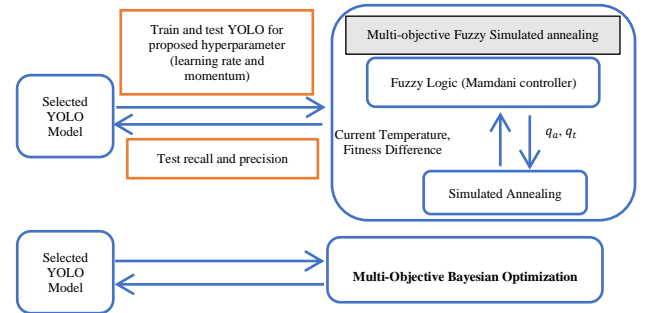 Train and test YOLO for
proposed hyperparameter
(learning rate and
momentum)
Multi-objective Fuzzy Simulated annealing
Fuzzy Logic (Mamdani controller)
Selected
YOLO
Model
Current Temperature,
Fitness Difference
qₐ, qₜ
Test recall and precision
Simulated Annealing
Selected
YOLO
Model
Multi-Objective Bayesian Optimization